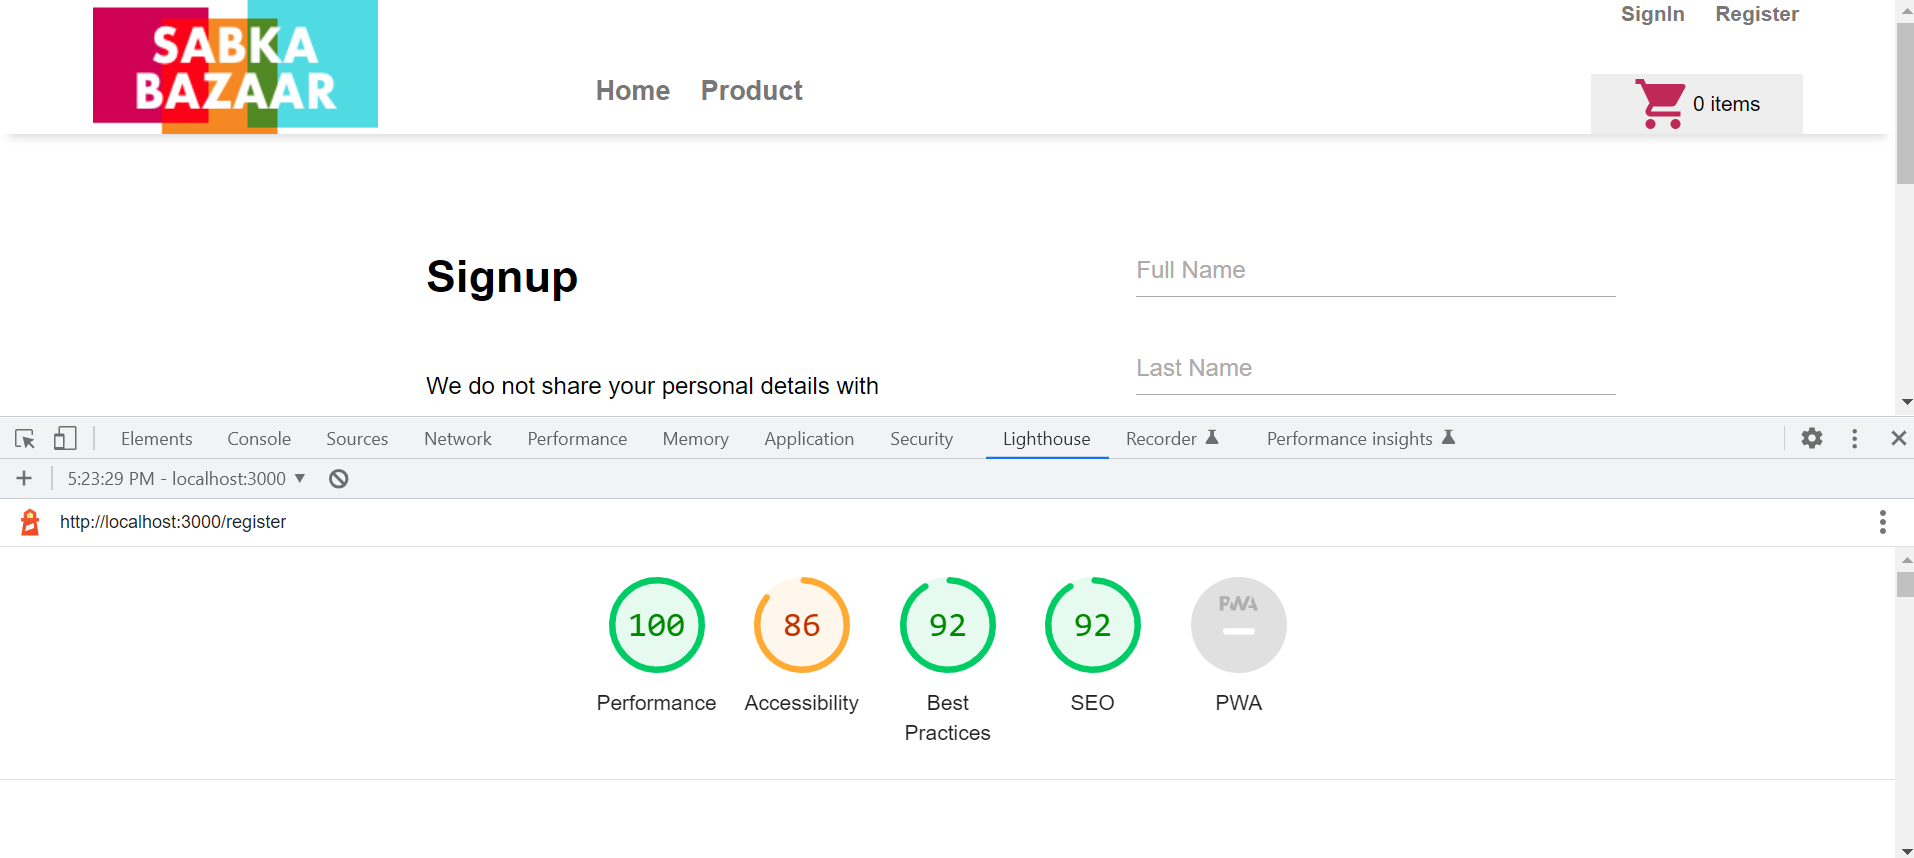 SABKA
BAZAAR
SignIn Register
Home Product
0 items
Signup
Full Name
Last Name
We do not share your personal details with
Elements Console Sources Network Performance Memory Application Security Lighthouse Recorder Performance insights
5:23:29 PM - localhost:3000
http://localhost:3000/register
100 86 92 92 PWA
Performance Accessibility Best Practices SEO PWA